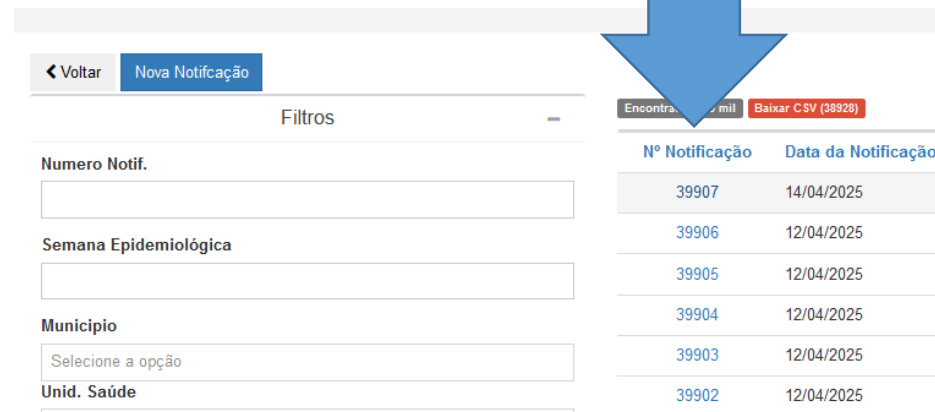 Voltar
Nova Notifcação
Filtros
Numero Notif.
Semana Epidemiológica
Municipio
Selecione a opção
Unid. Saúde
mil
Baixar CSV (38928)
Nº Notificação Data da Notificação
39907 14/04/2025
39906 12/04/2025
39905 12/04/2025
39904 12/04/2025
39903 12/04/2025
39902 12/04/2025